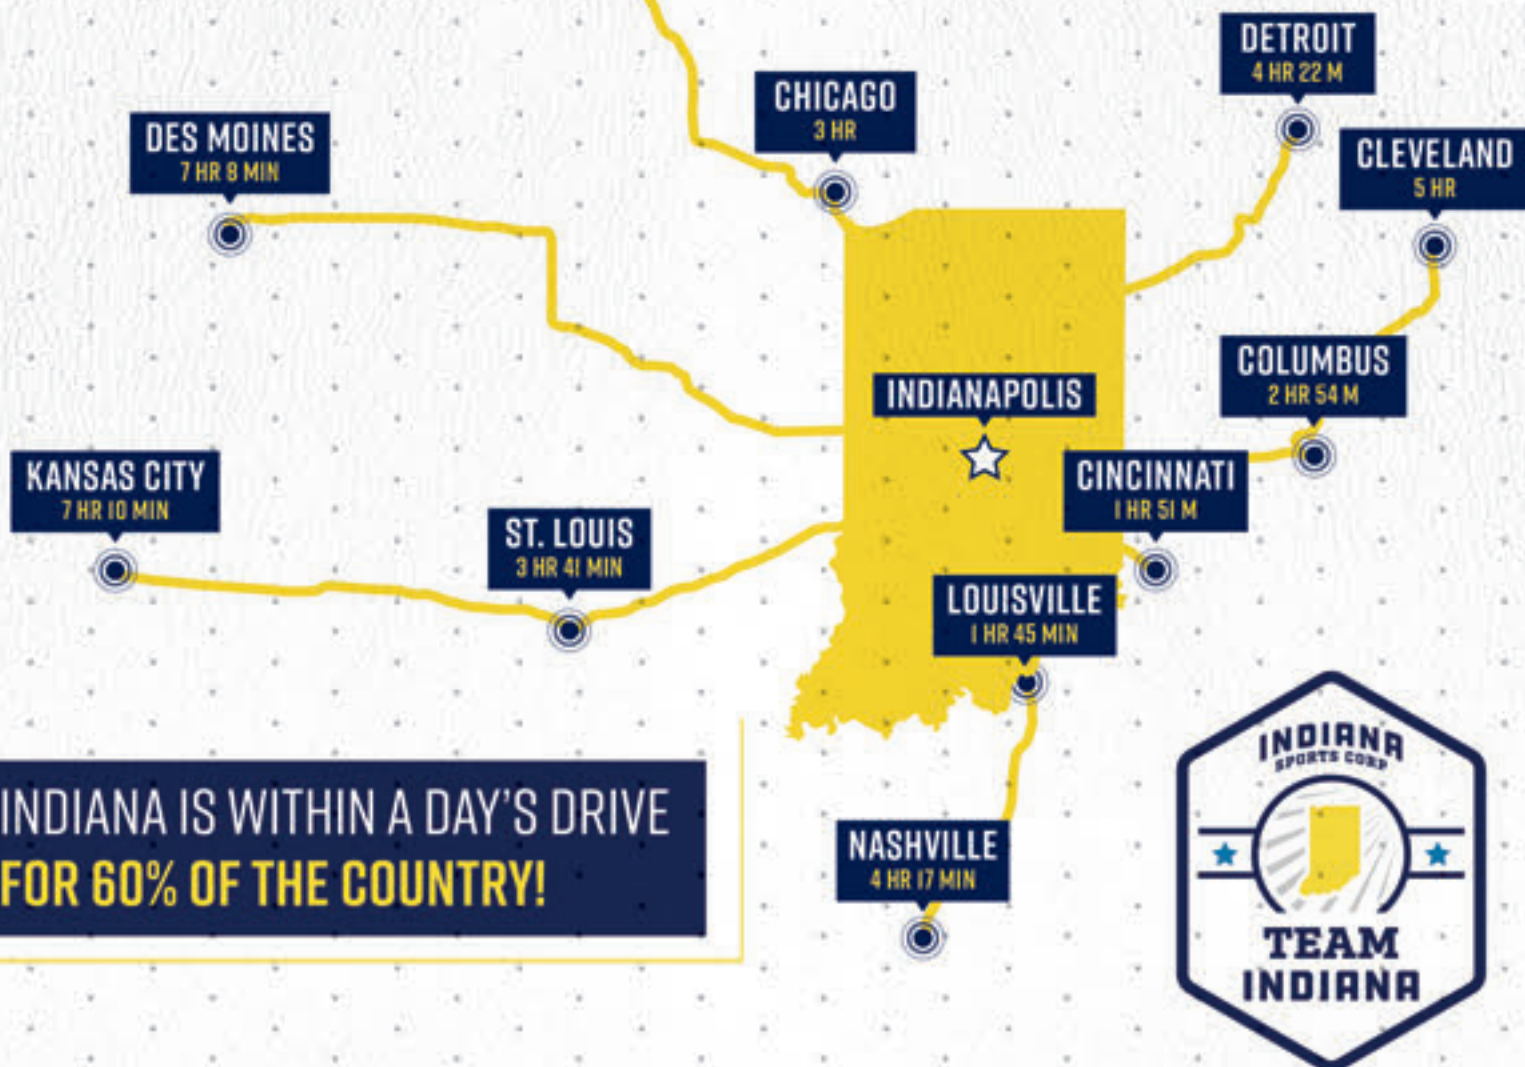 DETROIT
4 HR 22 M
CHICAGO
3 HR
DES MOINES
7 HR 8 MIN
CLEVELAND
5 HR
COLUMBUS
2 HR 54 M
INDIANAPOLIS
CINCINNATI
1 HR 51 M
KANSAS CITY
7 HR 10 MIN
ST. LOUIS
3 HR 41 MIN
LOUISVILLE
1 HR 45 MIN
NASHVILLE
4 HR 17 MIN
INDIANA IS WITHIN A DAY'S DRIVE
FOR 60% OF THE COUNTRY!
INDIANA
SPORTS CORP
TEAM
INDIANA